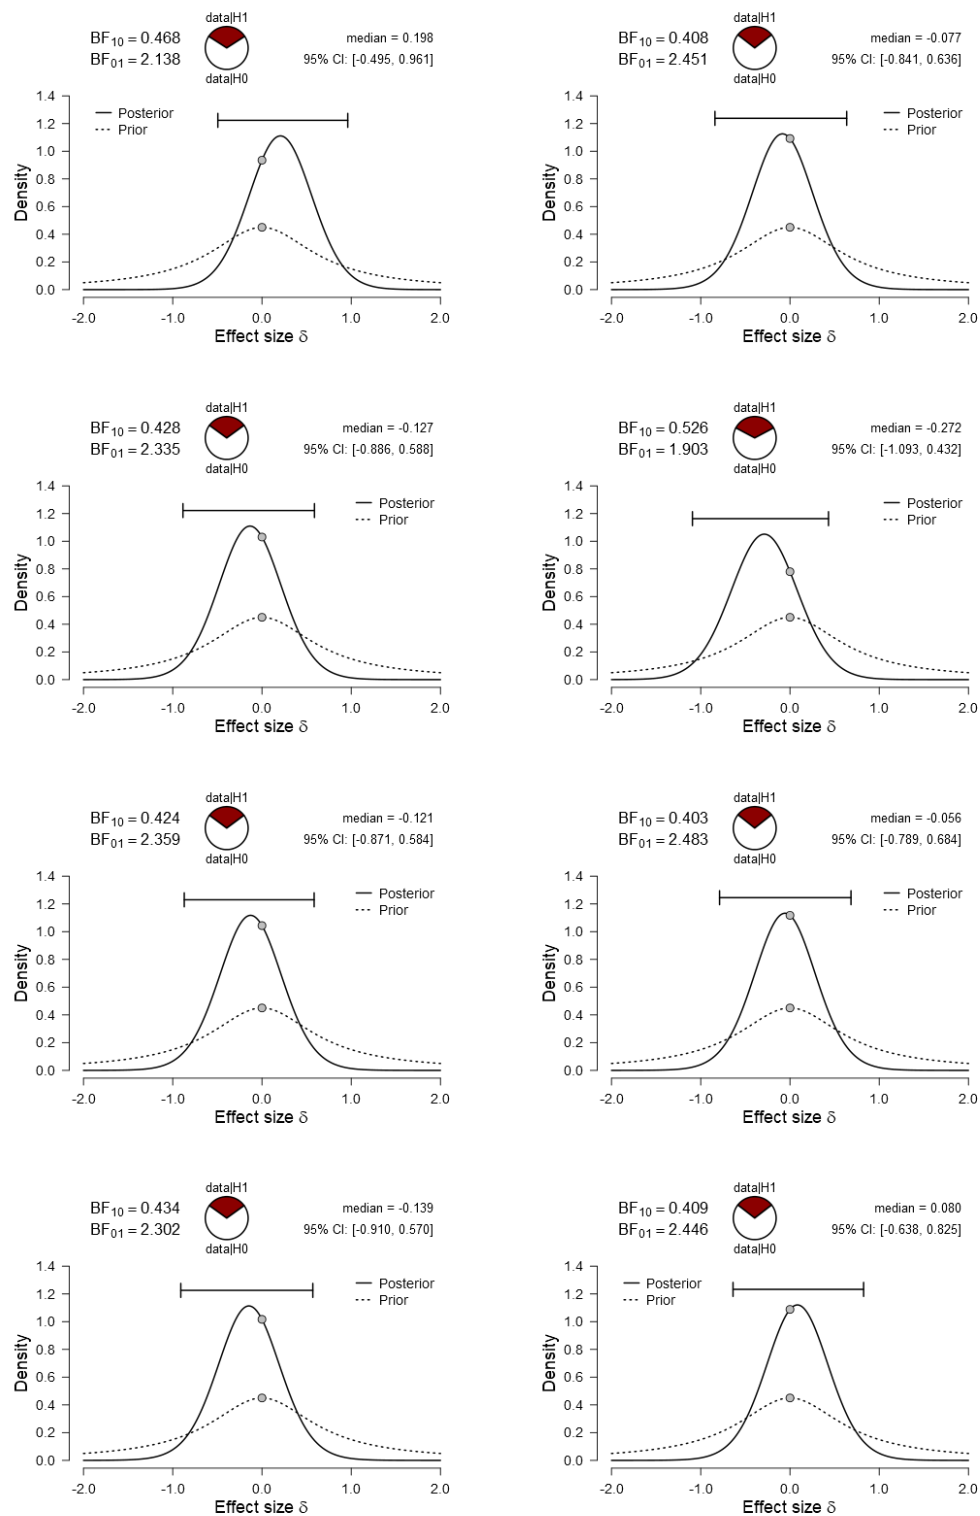 data|H1
BF10 = 0.468
median = 0.198
BF01 = 2.138
95% CI: [-0.495, 0.961]
data|H0
Posterior
Prior
Density
1.4
1.2
1.0
0.8
0.6
0.4
0.2
0.0
-2.0 -1.0 0.0 1.0 2.0
Effect size δ
data|H1
BF10 = 0.408
median = -0.077
BF01 = 2.451
95% CI: [-0.841, 0.636]
data|H0
Posterior
Prior
Density
1.4
1.2
1.0
0.8
0.6
0.4
0.2
0.0
-2.0 -1.0 0.0 1.0 2.0
Effect size δ
data|H1
BF10 = 0.428
median = -0.127
BF01 = 2.335
95% CI: [-0.886, 0.588]
data|H0
Posterior
Prior
Density
1.4
1.2
1.0
0.8
0.6
0.4
0.2
0.0
-2.0 -1.0 0.0 1.0 2.0
Effect size δ
data|H1
BF10 = 0.526
median = -0.272
BF01 = 1.903
95% CI: [-1.093, 0.432]
data|H0
Posterior
Prior
Density
1.4
1.2
1.0
0.8
0.6
0.4
0.2
0.0
-2.0 -1.0 0.0 1.0 2.0
Effect size δ
data|H1
BF10 = 0.424
median = -0.121
BF01 = 2.359
95% CI: [-0.871, 0.584]
data|H0
Posterior
Prior
Density
1.4
1.2
1.0
0.8
0.6
0.4
0.2
0.0
-2.0 -1.0 0.0 1.0 2.0
Effect size δ
data|H1
BF10 = 0.403
median = -0.056
BF01 = 2.483
95% CI: [-0.789, 0.684]
data|H0
Posterior
Prior
Density
1.4
1.2
1.0
0.8
0.6
0.4
0.2
0.0
-2.0 -1.0 0.0 1.0 2.0
Effect size δ
data|H1
BF10 = 0.434
median = -0.139
BF01 = 2.302
95% CI: [-0.910, 0.570]
data|H0
Posterior
Prior
Density
1.4
1.2
1.0
0.8
0.6
0.4
0.2
0.0
-2.0 -1.0 0.0 1.0 2.0
Effect size δ
data|H1
BF10 = 0.409
median = 0.080
BF01 = 2.446
95% CI: [-0.638, 0.825]
data|H0
Posterior
Prior
Density
1.4
1.2
1.0
0.8
0.6
0.4
0.2
0.0
-2.0 -1.0 0.0 1.0 2.0
Effect size δ